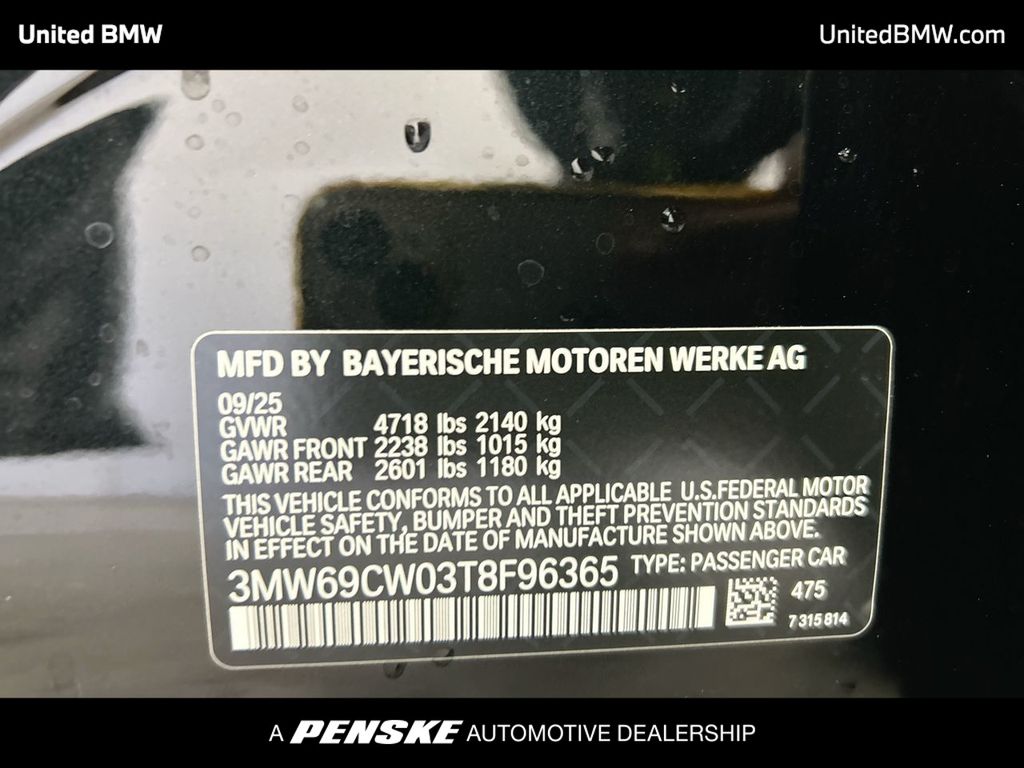 United BMW
UnitedBMW.com
MFD BY BAYERISCHE MOTOREN WERKE AG
09/25
GVWR 4718 lbs 2140 kg
GAWR FRONT 2238 lbs 1015 kg
GAWR REAR 2601 lbs 1180 kg
THIS VEHICLE CONFORMS TO ALL APPLICABLE U.S.FEDERAL MOTOR
VEHICLE SAFETY, BUMPER AND THEFT PREVENTION STANDARDS
IN EFFECT ON THE DATE OF MANUFACTURE SHOWN ABOVE.
3MW69CW03T8F96365 TYPE: PASSENGER CAR
475
7315814
A PENSKE AUTOMOTIVE DEALERSHIP